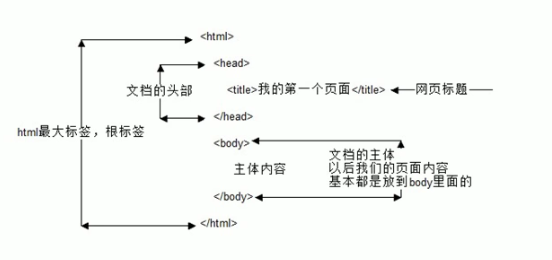 <html>
<head>
文档的头部
<title>我的第一个页面</title>
网页标题
</head>
html最大标签，根标签
<body>
文档的主体
主体内容
以后我们的页面内容
基本都是放到body里面的
</body>
</html>